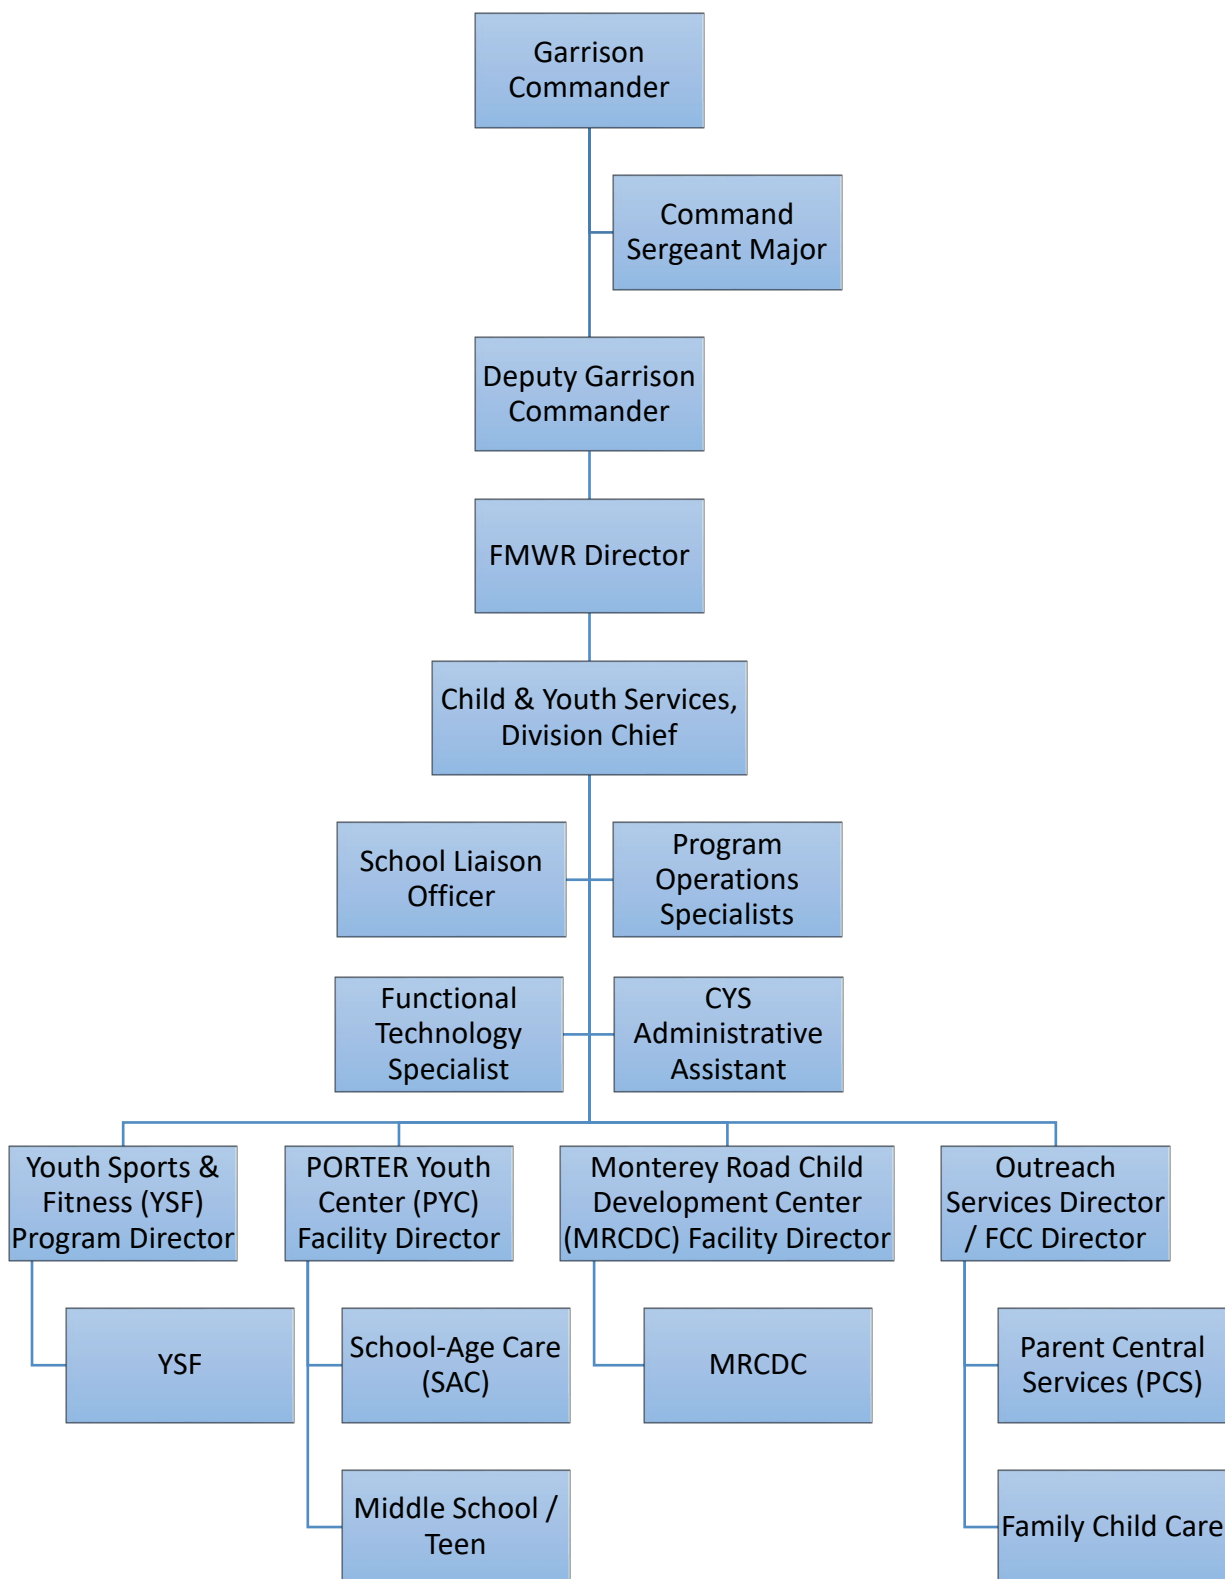 Garrison
Commander
Command
Sergeant Major
Deputy Garrison
Commander
FMWR Director
Child & Youth Services,
Division Chief
School Liaison
Officer
Program
Operations
Specialists
Functional
Technology
Specialist
CYS
Administrative
Assistant
Youth Sports &
Fitness (YSF)
Program Director
PORTER Youth
Center (PYC)
Facility Director
Monterey Road Child
Development Center
(MRCDC) Facility Director
Outreach
Services Director
/ FCC Director
YSF
School-Age Care
(SAC)
MRCDC
Parent Central
Services (PCS)
Middle School /
Teen
Family Child Care